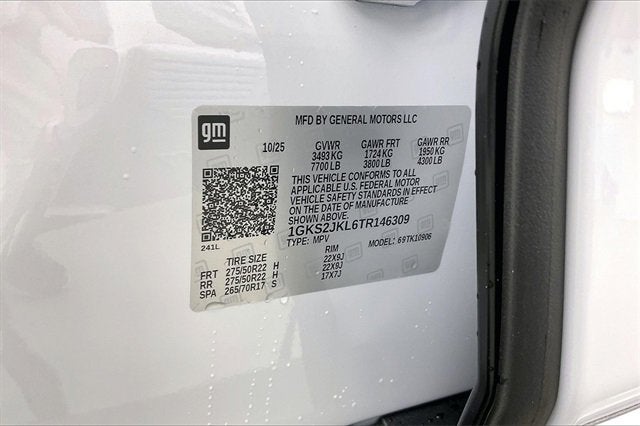 MFD BY GENERAL MOTORS LLC
gm
10/25 GVWR GAWR FRT GAWR RR
3493 KG 1724 KG 1950 KG
7700 LB 3800 LB 4300 LB
THIS VEHICLE CONFORMS TO ALL
APPLICABLE U.S. FEDERAL MOTOR
VEHICLE SAFETY STANDARDS IN EFFECT
ON THE DATE OF MANUFACTURE
SHOWN ABOVE.
1GKS2JKL6TR146309
241L TYPE: MPV MODEL: 69TK10906
TIRE SIZE RIM
FRT 275/50R22 H 22X9J
RR 275/50R22 H 22X9J
SPA 265/70R17 S 17X7J